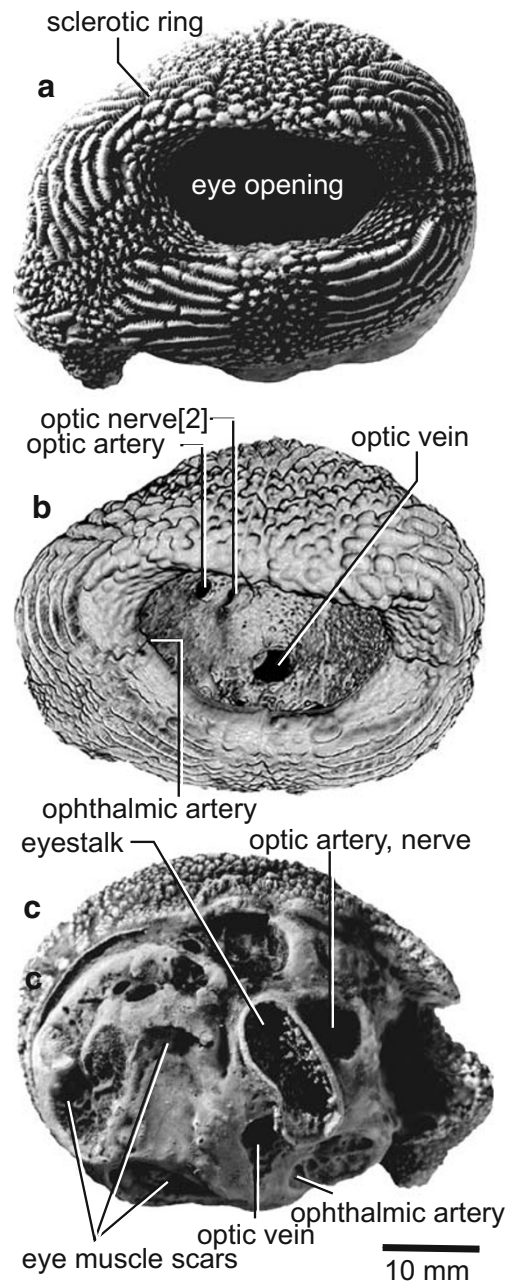 sclerotic ring
a
eye opening
optic nerve[2]
optic artery
optic vein
b
ophthalmic artery
eyestalk
optic artery, nerve
c
c
ophthalmic artery
optic vein
eye muscle scars
10 mm